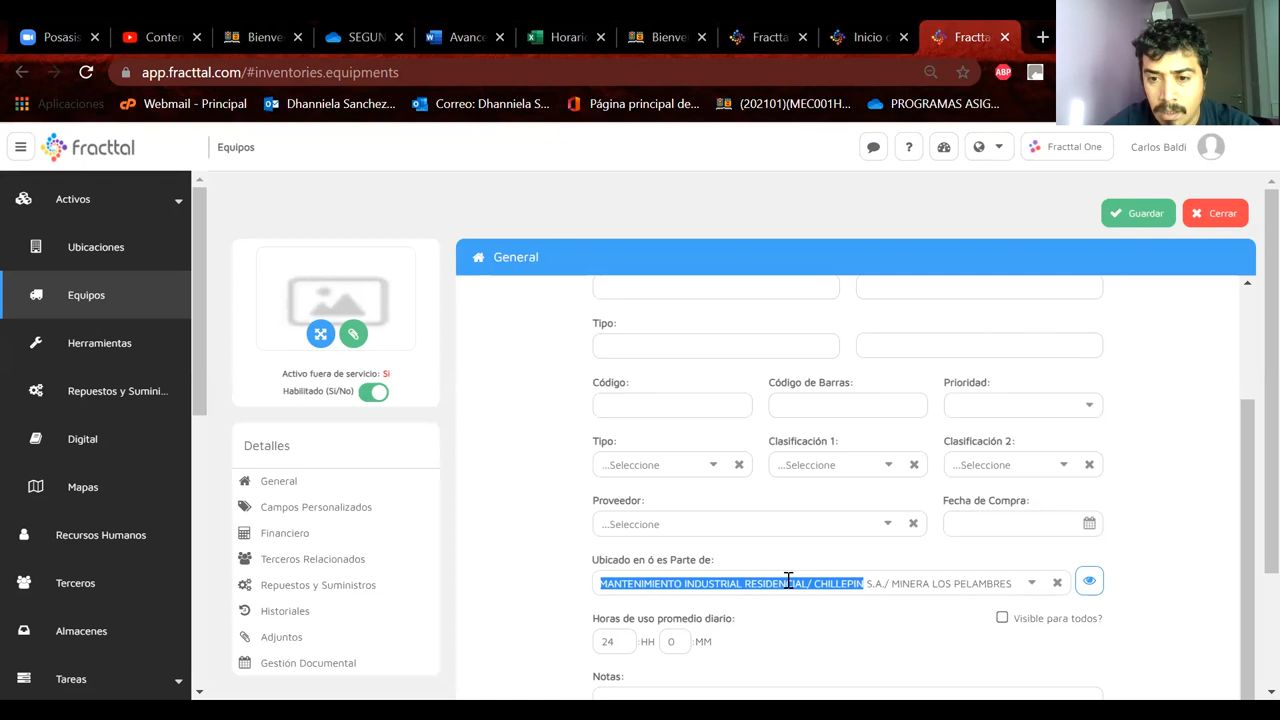 Posasis
Conten
Bienve
SEGUN
Avance
Horario
Bienve
Fractta
Inicio d
Fractta
app.fracttal.com/#inventories.equipments
ABP
Aplicaciones
Webmail - Principal
Dhanniela Sanchez...
Correo: Dhanniela S...
Página principal de...
(202101)(MEC001H...
PROGRAMAS ASIG...
fracttal
Equipos
?
Fracttal One
Carlos Baldi
Activos
Ubicaciones
Equipos
Herramientas
Repuestos y Sumini...
Digital
Mapas
Recursos Humanos
Terceros
Almacenes
Tareas
Guardar
Cerrar
Activo fuera de servicio: Si
Habilitado (Si/No)
Detalles
General
Campos Personalizados
Financiero
Terceros Relacionados
Repuestos y Suministros
Historiales
Adjuntos
Gestión Documental
General
Tipo:
Código:
Código de Barras:
Prioridad:
Tipo:
Clasificación 1:
Clasificación 2:
...Seleccione
...Seleccione
...Seleccione
Proveedor:
Fecha de Compra:
...Seleccione
Ubicado en ó es Parte de:
MANTENIMIENTO INDUSTRIAL RESIDENCIAL/ CHILLEPIN S.A./ MINERA LOS PELAMBRES
Horas de uso promedio diario:
Visible para todos?
24 :HH 0 :MM
Notas: